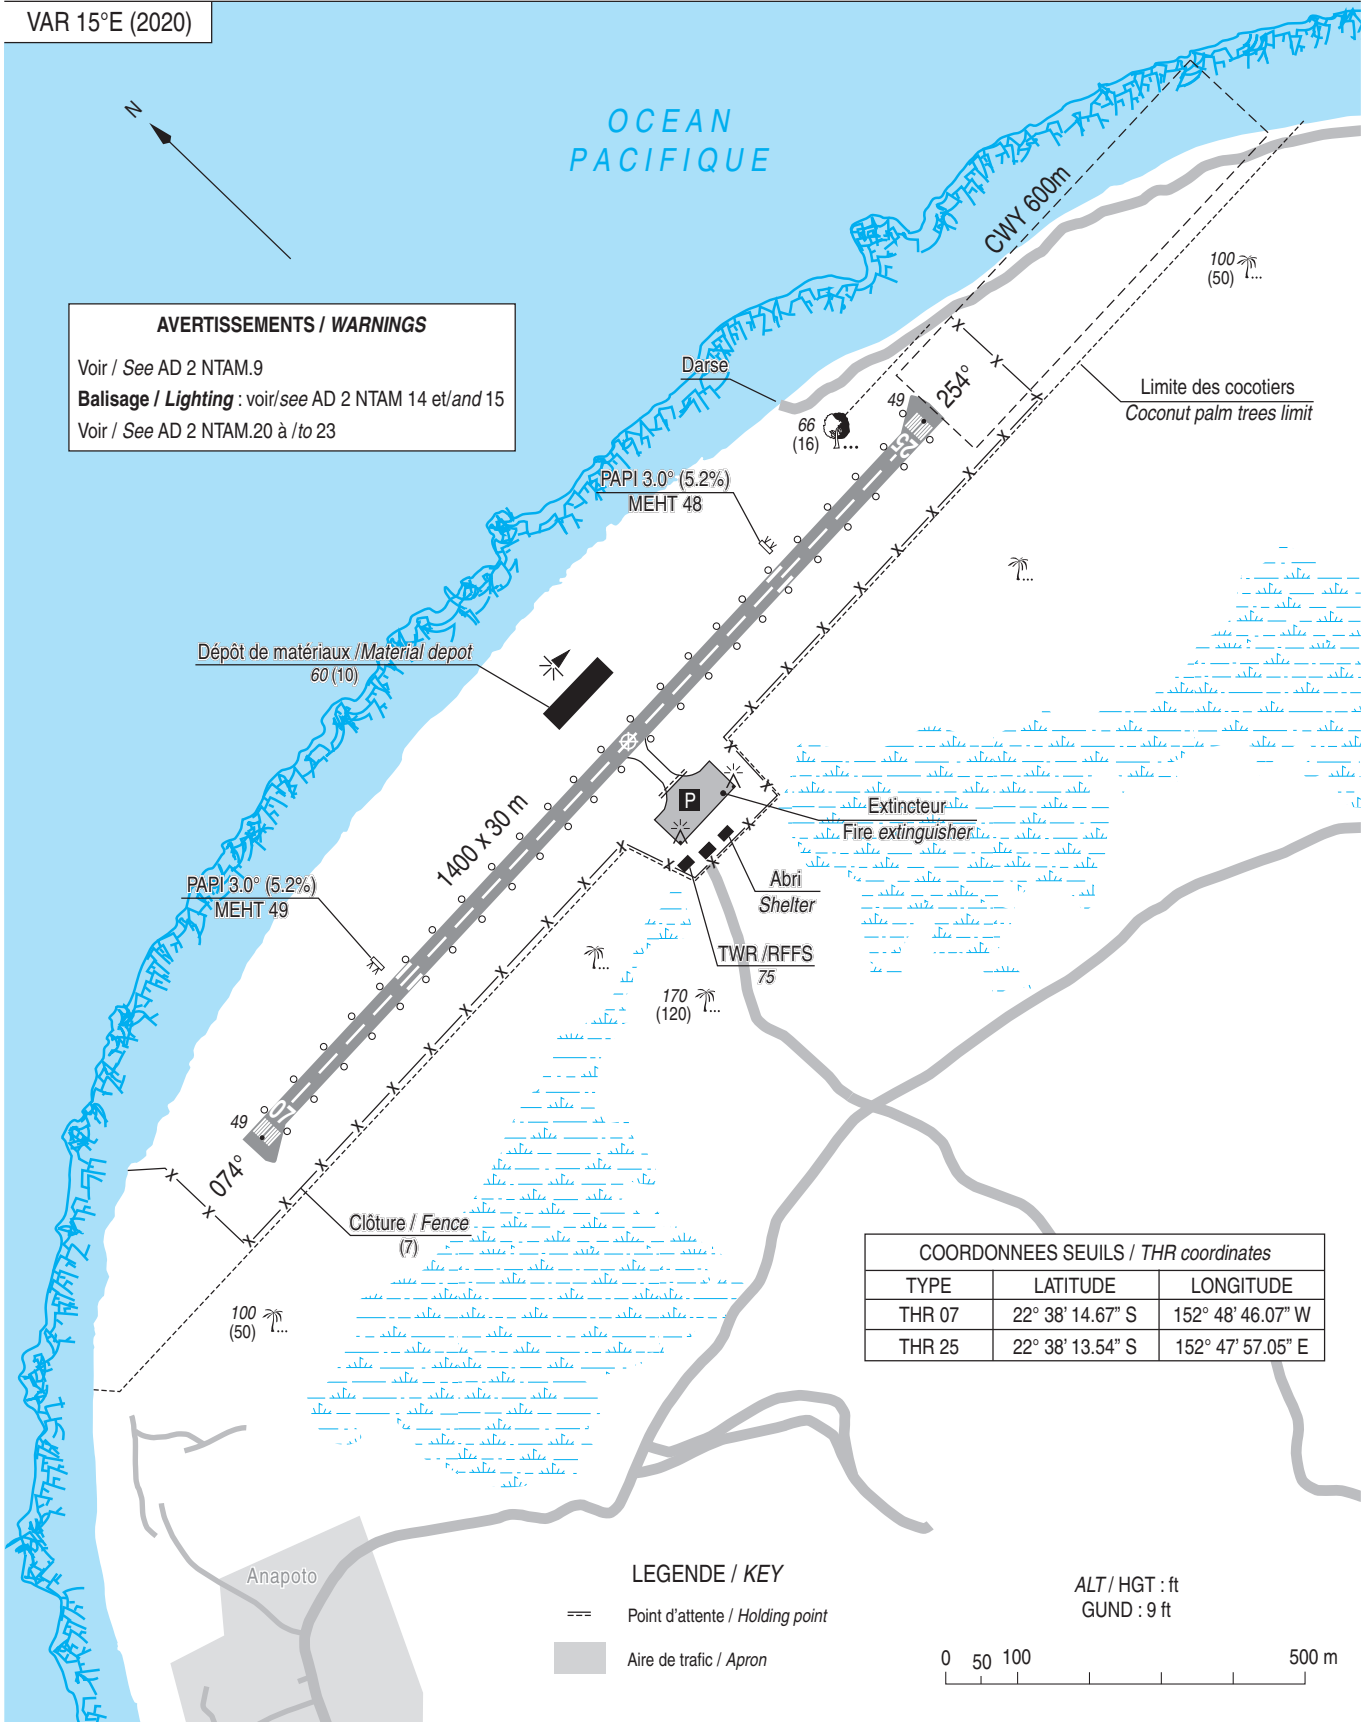 VAR 15°E (2020)
N
OCEAN
PACIFIQUE
CWY 600m
100
(50)
AVERTISSEMENTS / WARNINGS
Voir / See AD 2 NTAM.9
Balisage / Lighting : voir/see AD 2 NTAM 14 et/and 15
Voir / See AD 2 NTAM.20 à /to 23
Darse
Limite des cocotiers
Coconut palm trees limit
254°
49
66
(16)
25
PAPI 3.0° (5.2%)
MEHT 48
Dépôt de matériaux /Material depot
60 (10)
P
Extincteur
Fire extinguisher
1400 x 30 m
Abri
Shelter
PAPI 3.0° (5.2%)
MEHT 49
TWR /RFFS
75
170
(120)
49
07
074°
Clôture / Fence
(7)
100
(50)
COORDONNEES SEUILS / THR coordinates
TYPE LATITUDE LONGITUDE
THR 07 22° 38’ 14.67” S 152° 48’ 46.07” W
THR 25 22° 38’ 13.54” S 152° 47’ 57.05” E
Anapoto
LEGENDE / KEY
Point d'attente / Holding point
Aire de trafic / Apron
ALT / HGT : ft
GUND : 9 ft
0 50 100 500 m